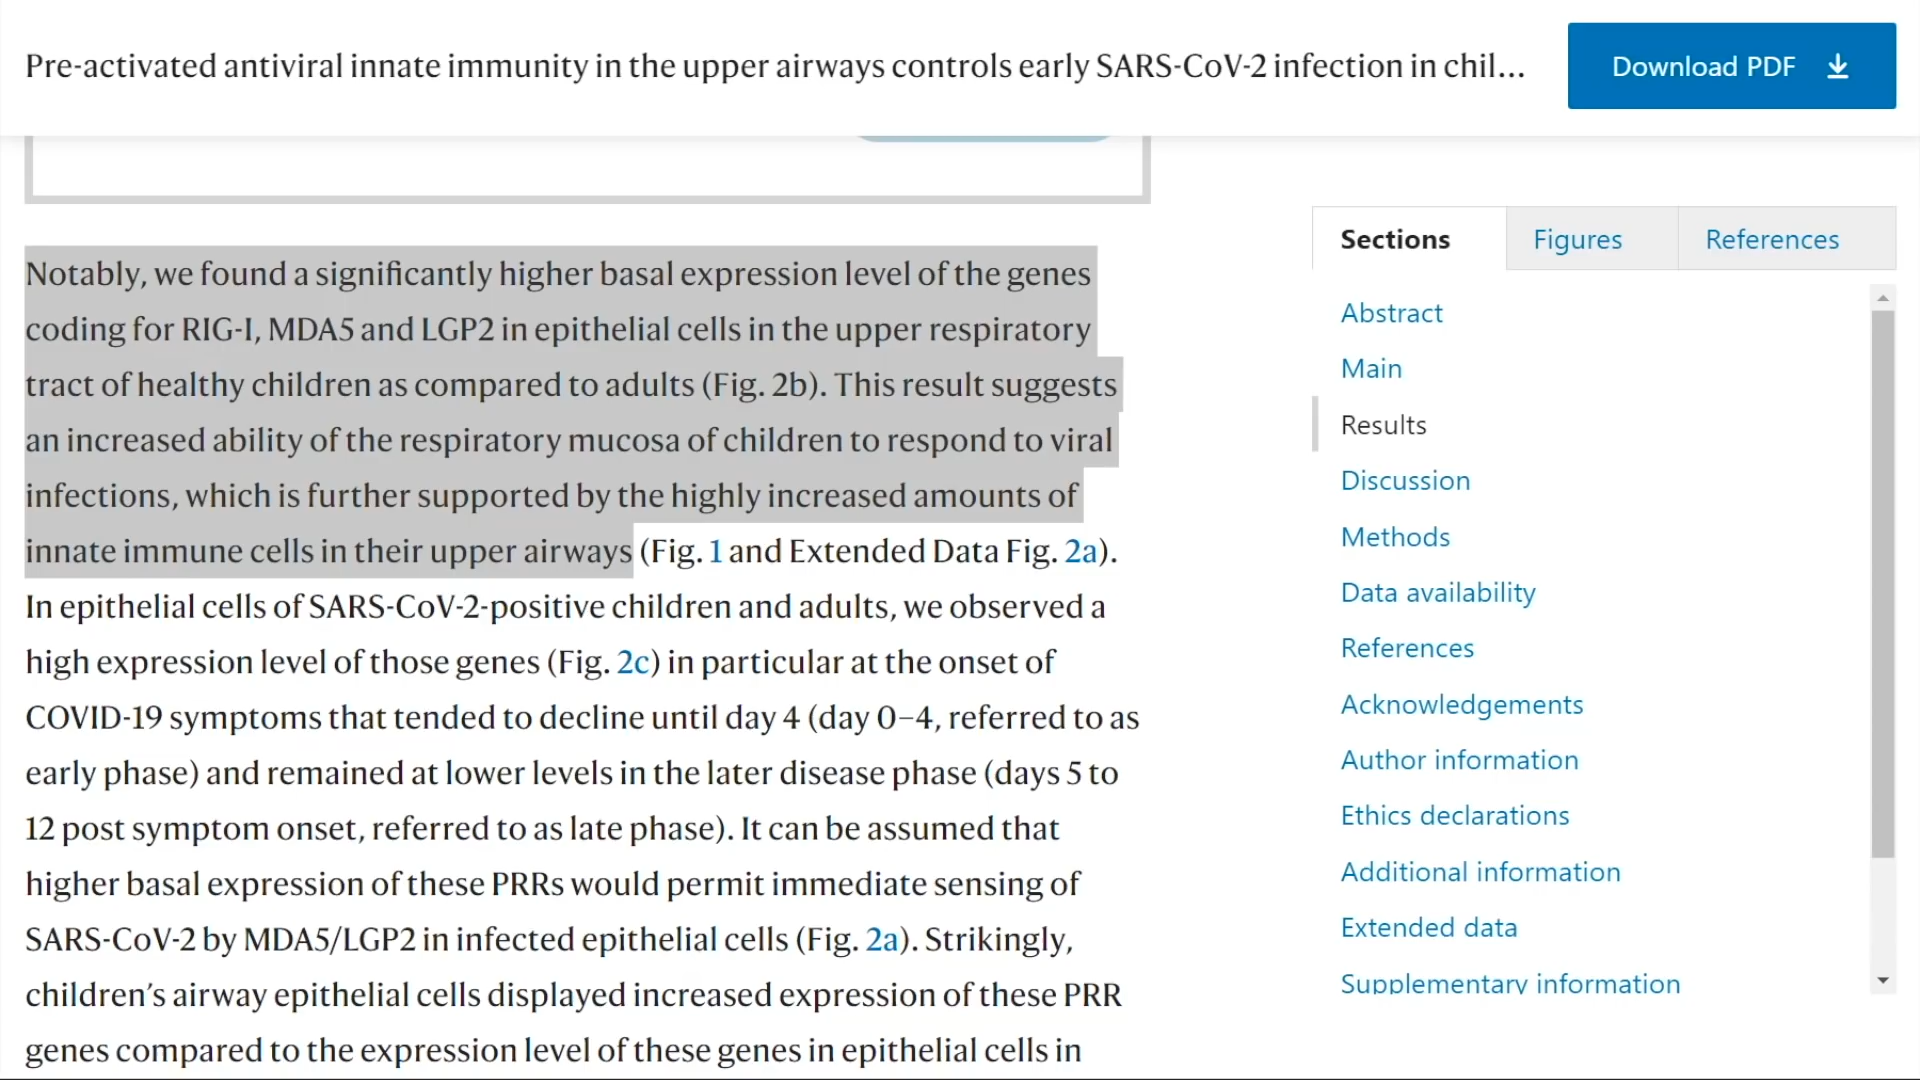 Pre-activated antiviral innate immunity in the upper airways controls early SARS-CoV-2 infection in chil...
Download PDF
Notably, we found a significantly higher basal expression level of the genes
coding for RIG-I, MDA5 and LGP2 in epithelial cells in the upper respiratory
tract of healthy children as compared to adults (Fig. 2b). This result suggests
an increased ability of the respiratory mucosa of children to respond to viral
infections, which is further supported by the highly increased amounts of
innate immune cells in their upper airways (Fig. 1 and Extended Data Fig. 2a).
In epithelial cells of SARS-CoV-2-positive children and adults, we observed a
high expression level of those genes (Fig. 2c) in particular at the onset of
COVID-19 symptoms that tended to decline until day 4 (day 0–4, referred to as
early phase) and remained at lower levels in the later disease phase (days 5 to
12 post symptom onset, referred to as late phase). It can be assumed that
higher basal expression of these PRRs would permit immediate sensing of
SARS-CoV-2 by MDA5/LGP2 in infected epithelial cells (Fig. 2a). Strikingly,
children’s airway epithelial cells displayed increased expression of these PRR
genes compared to the expression level of these genes in epithelial cells in
Sections
Figures
References
Abstract
Main
Results
Discussion
Methods
Data availability
References
Acknowledgements
Author information
Ethics declarations
Additional information
Extended data
Supplementary information